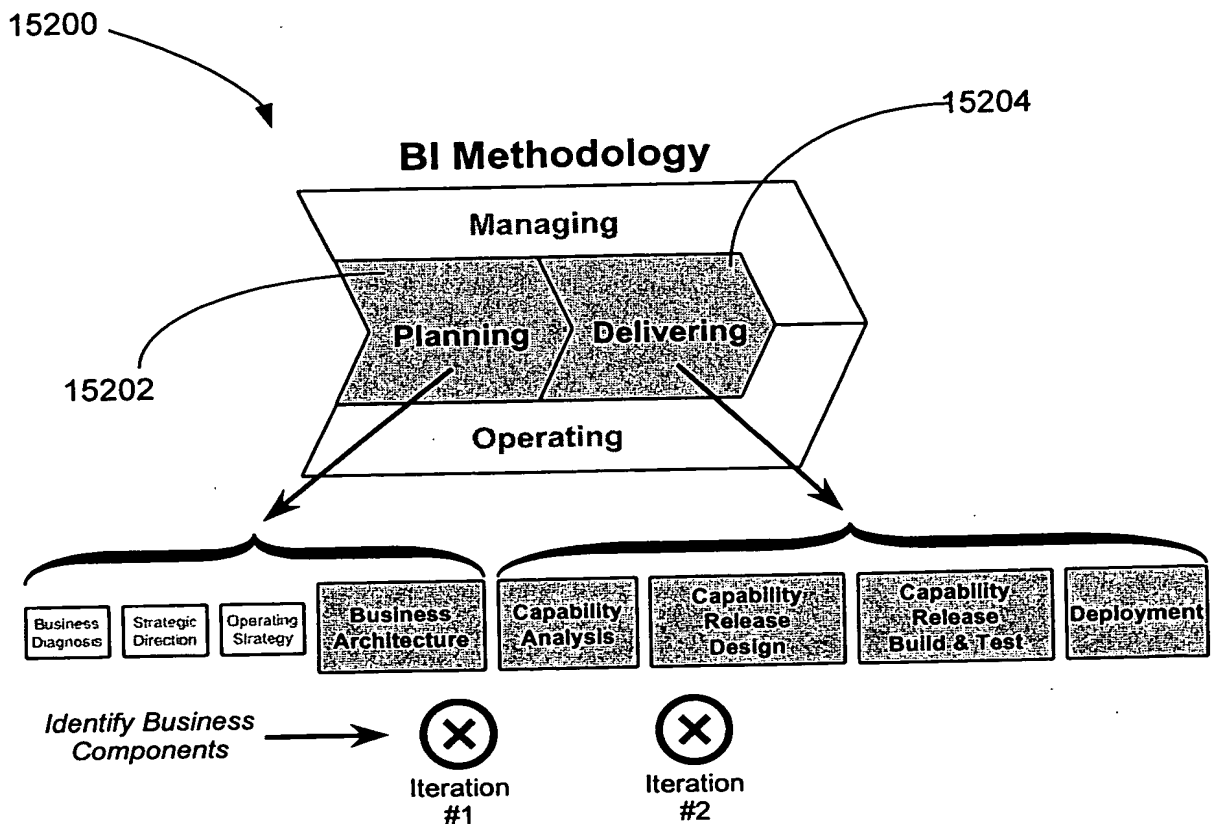 15200
15204
BI Methodology
Managing
Planning
Delivering
15202
Operating
Business
Diagnosis
Strategic
Direction
Operating
Strategy
Business
Architecture
Capability
Analysis
Capability
Release
Design
Capability
Release
Build & Test
Deployment
Identify Business
Components
Iteration
#1
Iteration
#2